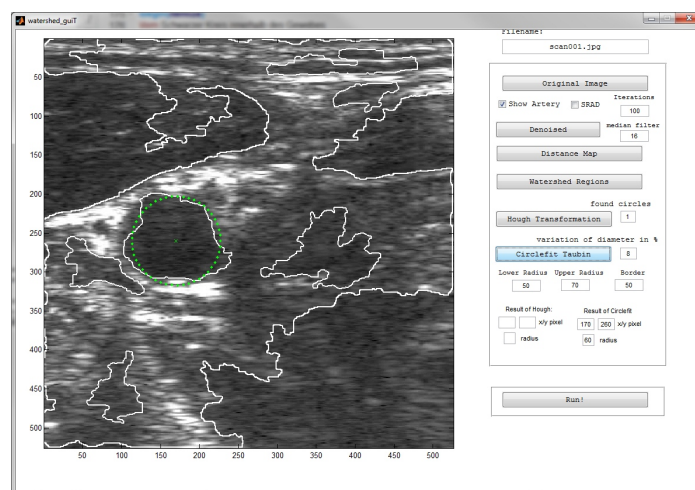 watershed_guiT
Filename:
scan001.jpg
Original Image
Show Artery
SRAD
Iterations
100
Denoised
median filter
16
Distance Map
Watershed Regions
found circles
Hough Transformation
1
variation of diameter in %
Circlefit Taubin
8
Lower Radius
Upper Radius
Border
50
70
50
Result of Hough:
Result of Circlefit
x/y pixel
170
260
x/y pixel
radius
60
radius
Run!
50
100
150
200
250
300
350
400
450
500
50
100
150
200
250
300
350
400
450
500